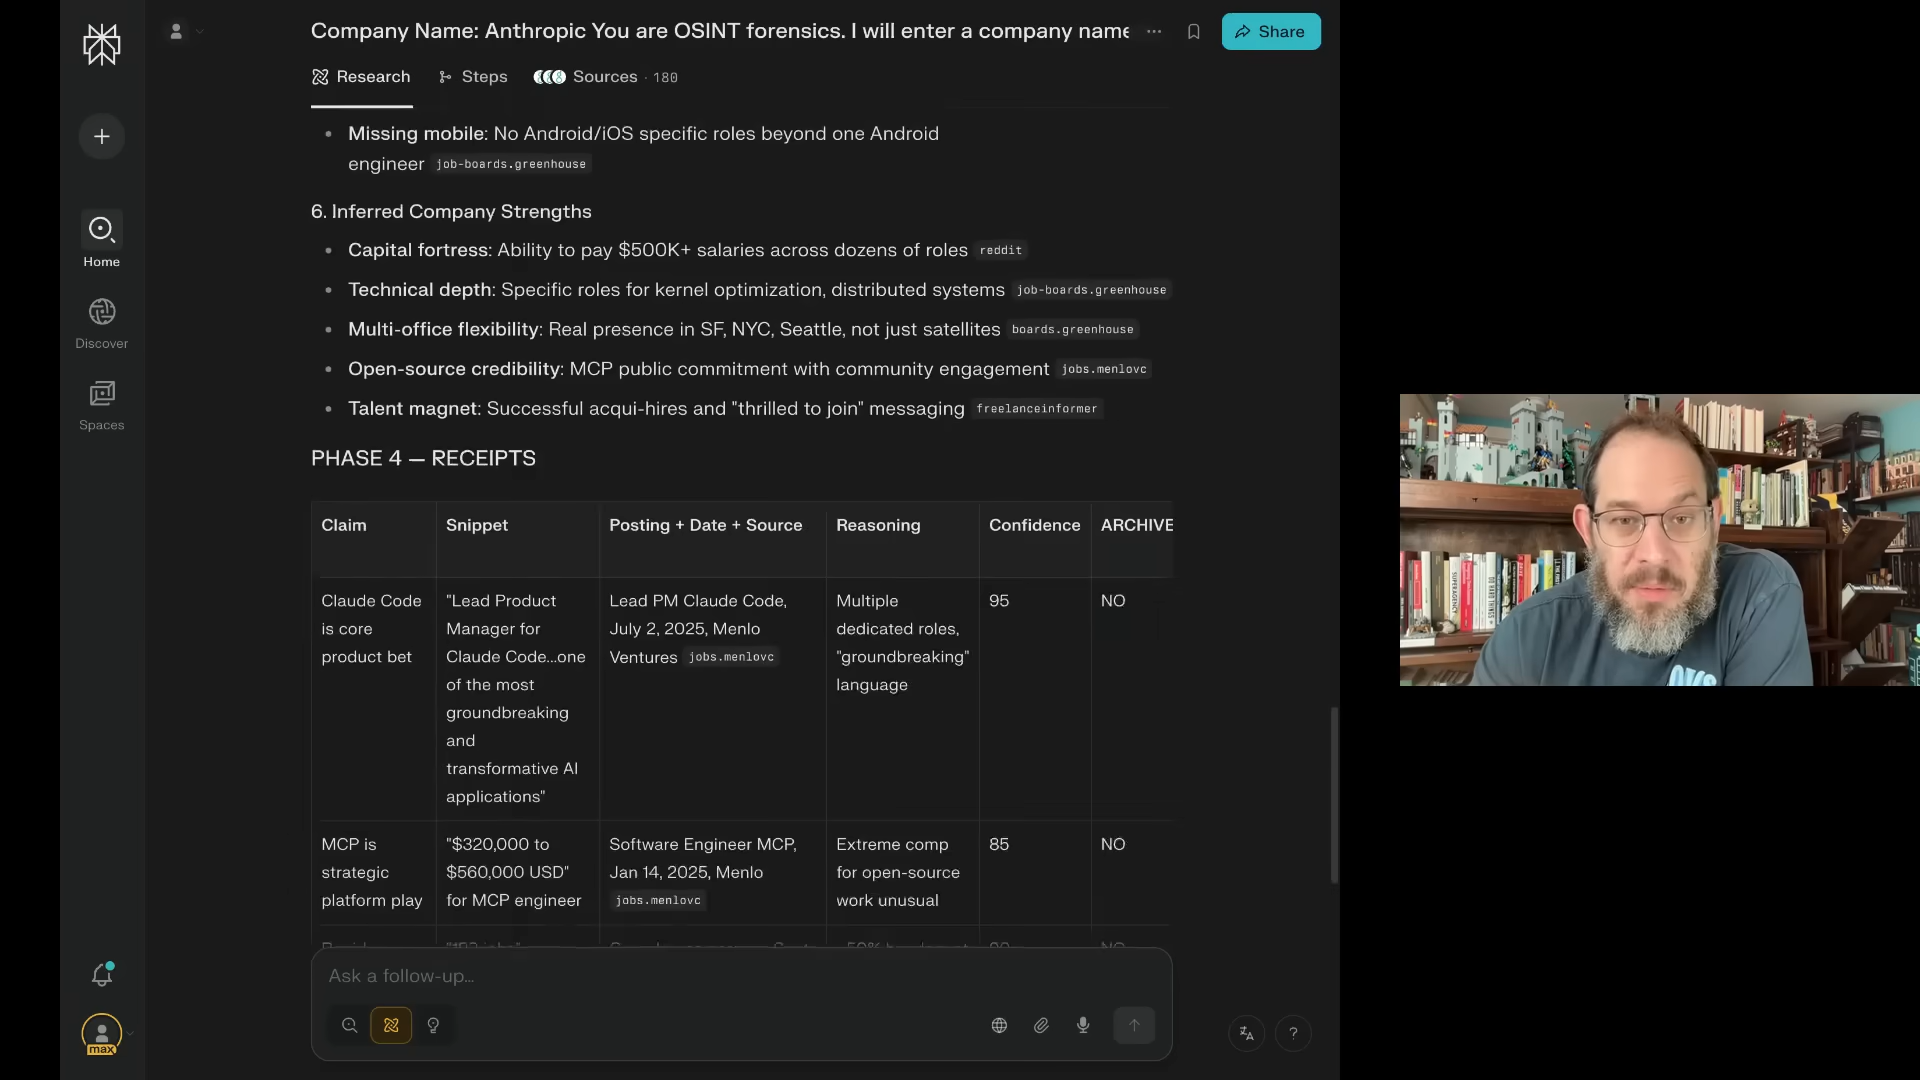 Company Name: Anthropic You are OSINT forensics. I will enter a company name
Share
Research
Steps
Sources · 180
Home
Discover
Spaces
max
Missing mobile: No Android/iOS specific roles beyond one Android
engineer job-boards.greenhouse
6. Inferred Company Strengths
Capital fortress: Ability to pay $500K+ salaries across dozens of roles reddit
Technical depth: Specific roles for kernel optimization, distributed systems job-boards.greenhouse
Multi-office flexibility: Real presence in SF, NYC, Seattle, not just satellites boards.greenhouse
Open-source credibility: MCP public commitment with community engagement jobs.menlovc
Talent magnet: Successful acqui-hires and "thrilled to join" messaging freelanceinformer
PHASE 4 — RECEIPTS
Claim Snippet Posting + Date + Source Reasoning Confidence ARCHIVE
Claude Code
is core
product bet
"Lead Product
Manager for
Claude Code...one
of the most
groundbreaking
and
transformative AI
applications"
Lead PM Claude Code,
July 2, 2025, Menlo
Ventures jobs.menlovc
Multiple
dedicated roles,
"groundbreaking"
language
95
NO
MCP is
strategic
platform play
"$320,000 to
$560,000 USD"
for MCP engineer
Software Engineer MCP,
Jan 14, 2025, Menlo
jobs.menlovc
Extreme comp
for open-source
work unusual
85
NO
Ask a follow-up...
?